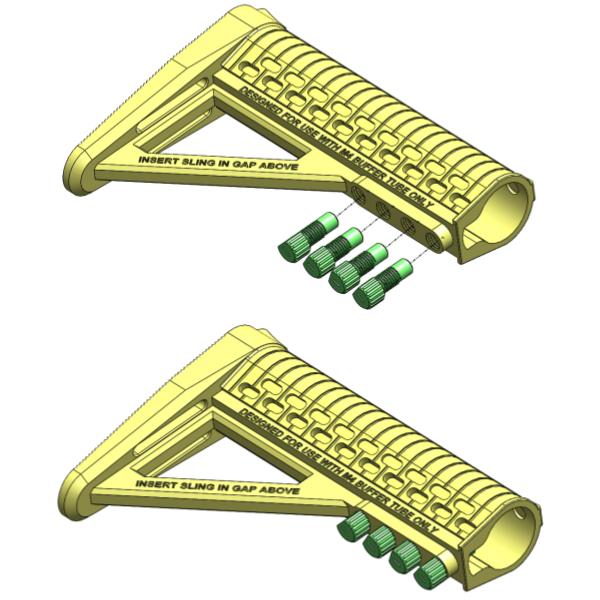 DESIGNED FOR USE WITH M4 BUFFER TUBE ONLY
INSERT SLING IN GAP ABOVE
DESIGNED FOR USE WITH M4 BUFFER TUBE ONLY
INSERT SLING IN GAP ABOVE